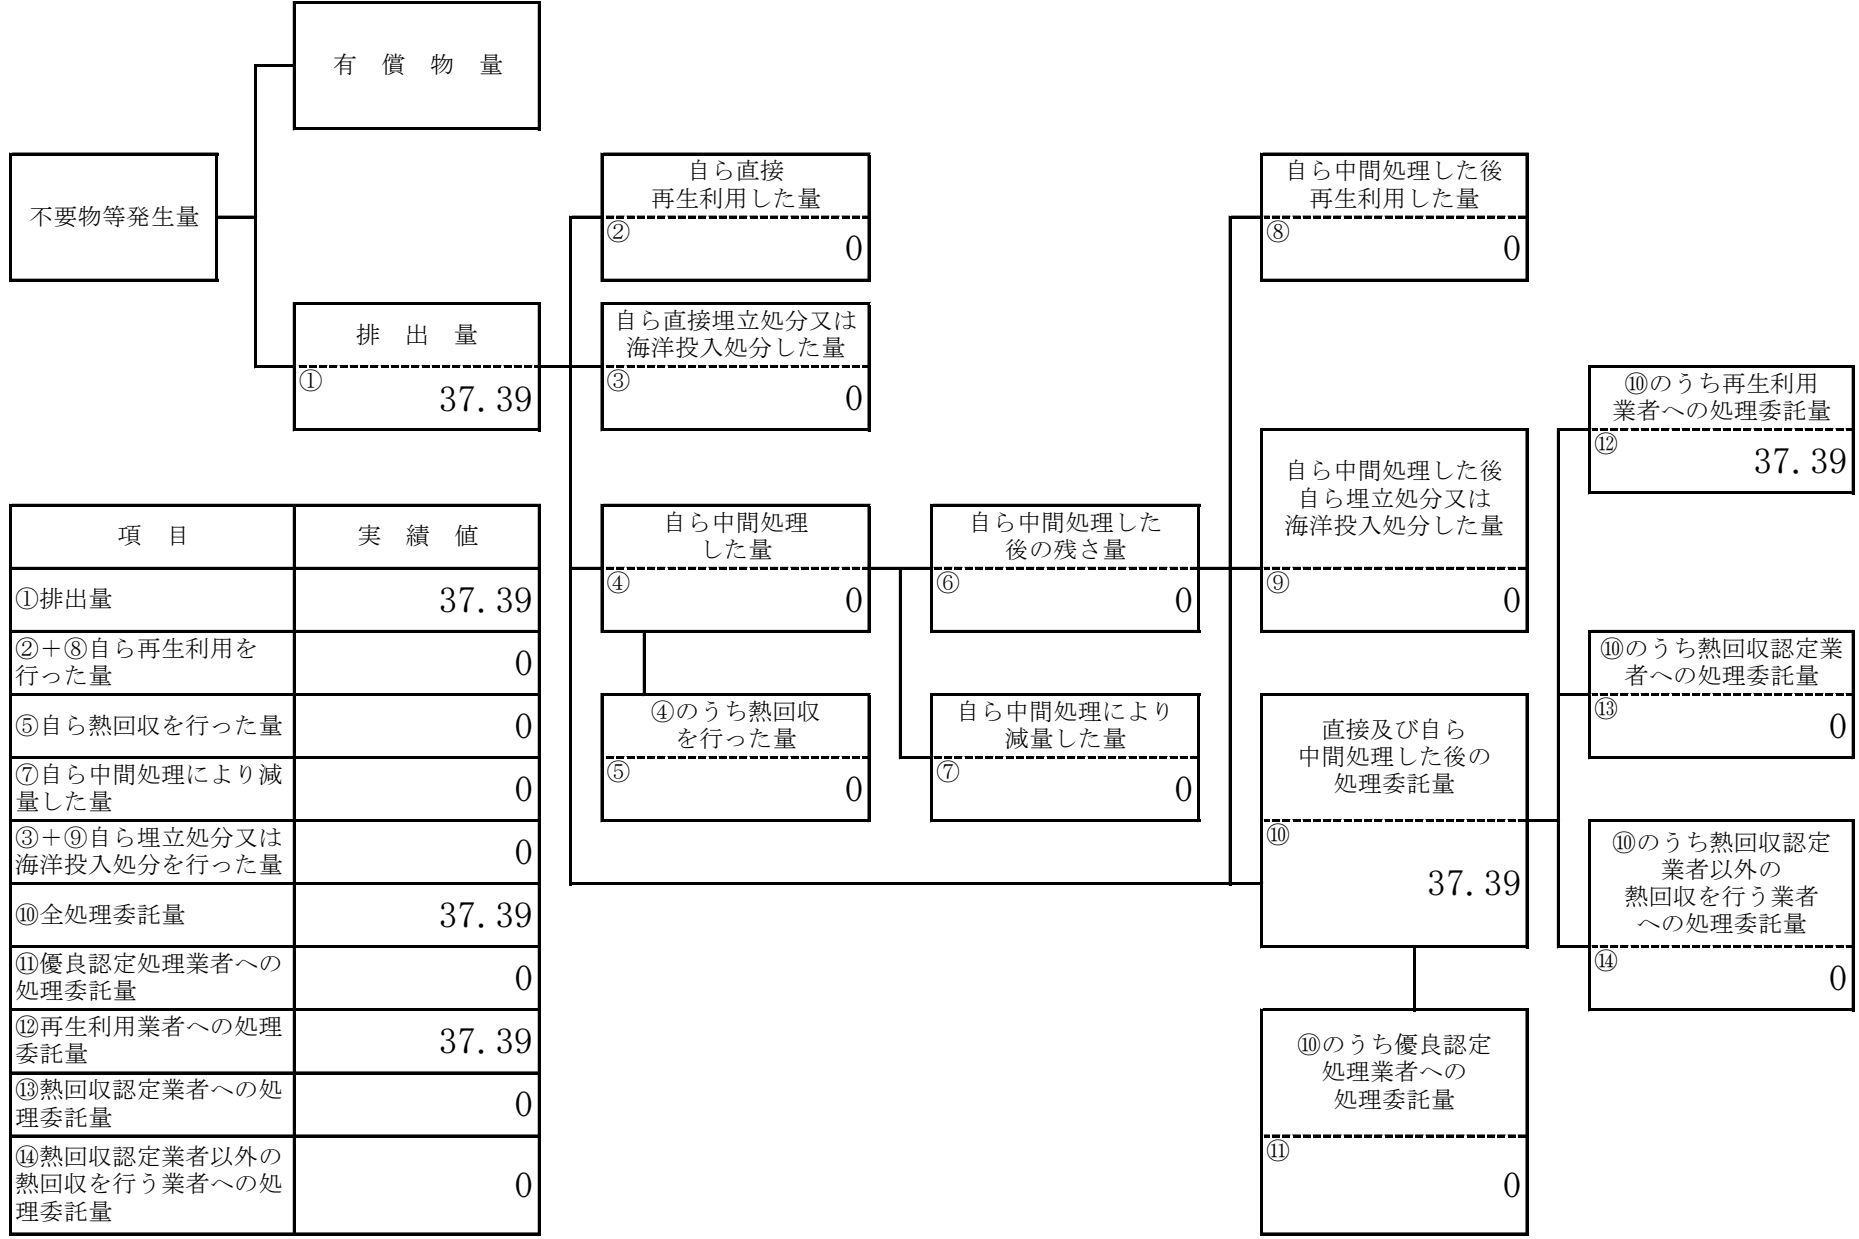 有　償　物　量
不要物等発生量
排　出　量
①
37.39
自ら直接
再生利用した量
②
0
自ら直接埋立処分又は
海洋投入処分した量
③
0
自ら中間処理
した量
④
0
④のうち熱回収
を行った量
⑤
0
自ら中間処理した
後の残さ量
⑥
0
自ら中間処理により
減量した量
⑦
0
自ら中間処理した後
再生利用した量
⑧
0
自ら中間処理した後
自ら埋立処分又は
海洋投入処分した量
⑨
0
直接及び自ら
中間処理した後の
処理委託量
⑩
37.39
⑩のうち優良認定
処理業者への
処理委託量
⑪
0
⑩のうち再生利用
業者への処理委託量
⑫
37.39
⑩のうち熱回収認定業
者への処理委託量
⑬
0
⑩のうち熱回収認定
業者以外の
熱回収を行う業者
への処理委託量
⑭
0
項　目
実　績　値
①排出量
37.39
②＋⑧自ら再生利用を
行った量
0
⑤自ら熱回収を行った量
0
⑦自ら中間処理により減
量した量
0
③＋⑨自ら埋立処分又は
海洋投入処分を行った量
0
⑩全処理委託量
37.39
⑪優良認定処理業者への
処理委託量
0
⑫再生利用業者への処理
委託量
37.39
⑬熱回収認定業者への処
理委託量
0
⑭熱回収認定業者以外の
熱回収を行う業者への処
理委託量
0